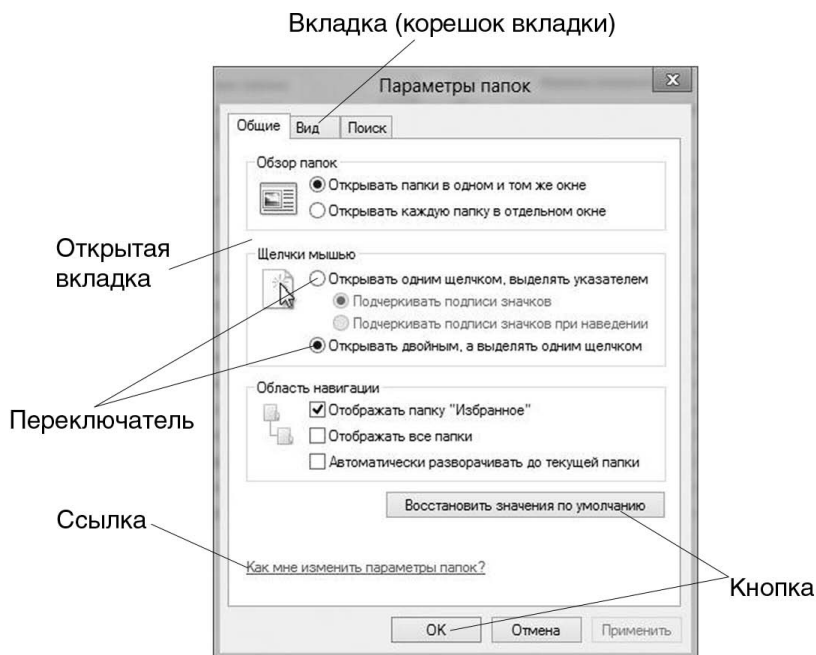 Вкладка (корешок вкладки)
Параметры папок
x
Общие Вид Поиск
Обзор папок
Открывать папки в одном и том же окне
Открывать каждую папку в отдельном окне
Открытая
вкладка
Щелчки мышью
Открывать одним щелчком, выделять указателем
Подчеркивать подписи значков
Подчеркивать подписи значков при наведении
Открывать двойным, а выделять одним щелчком
Переключатель
Область навигации
Отображать папку "Избранное"
Отображать все папки
Автоматически разворачивать до текущей папки
Восстановить значения по умолчанию
Ссылка
Как мне изменить параметры папок?
Кнопка
OK Отмена Применить